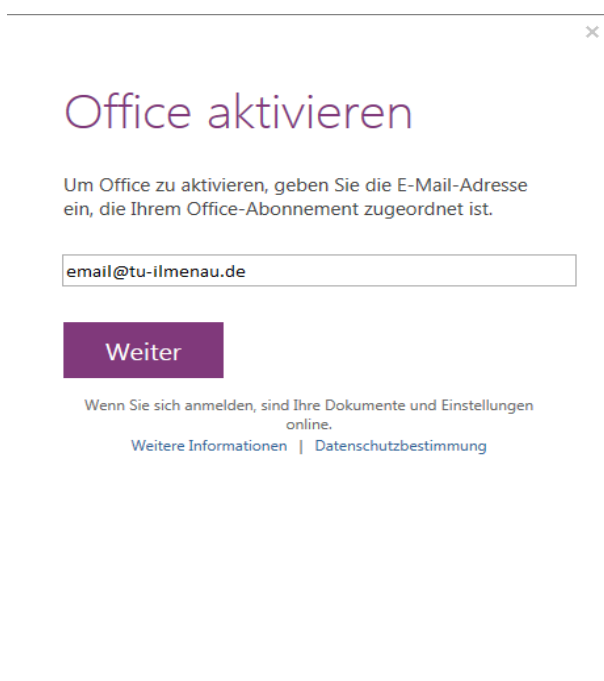 Office aktivieren
Um Office zu aktivieren, geben Sie die E-Mail-Adresse
ein, die Ihrem Office-Abonnement zugeordnet ist.
email@tu-ilmenau.de
Weiter
Wenn Sie sich anmelden, sind Ihre Dokumente und Einstellungen
online.
Weitere Informationen | Datenschutzbestimmung